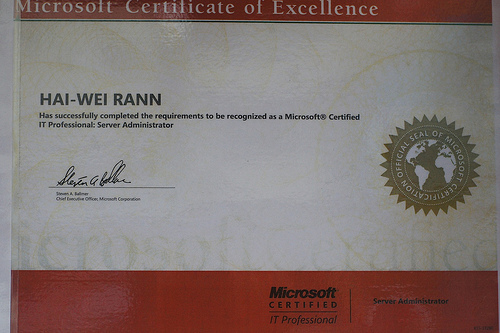 Microsoft Certificate of Excellence
HAI-WEI RANN
Has successfully completed the requirements to be recognized as a Microsoft® Certified
IT Professional: Server Administrator
Steven A. Ballmer
Chief Executive Officer, Microsoft Corporation
OFFICIAL SEAL OF MICROSOFT CERTIFICATION
Microsoft
CERTIFIED
IT Professional
Server Administrator